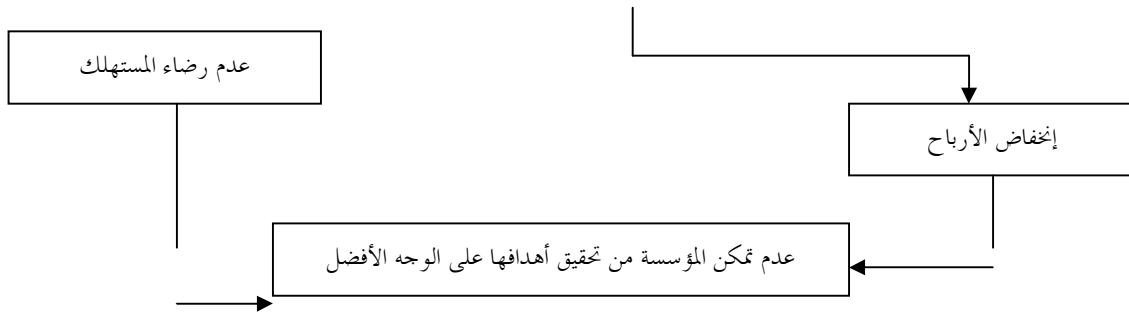 عدم رضاء المستهلك
إنخفاض الأرباح
عدم تمكن المؤسسة من تحقيق أهدافها على الوجه الأفضل